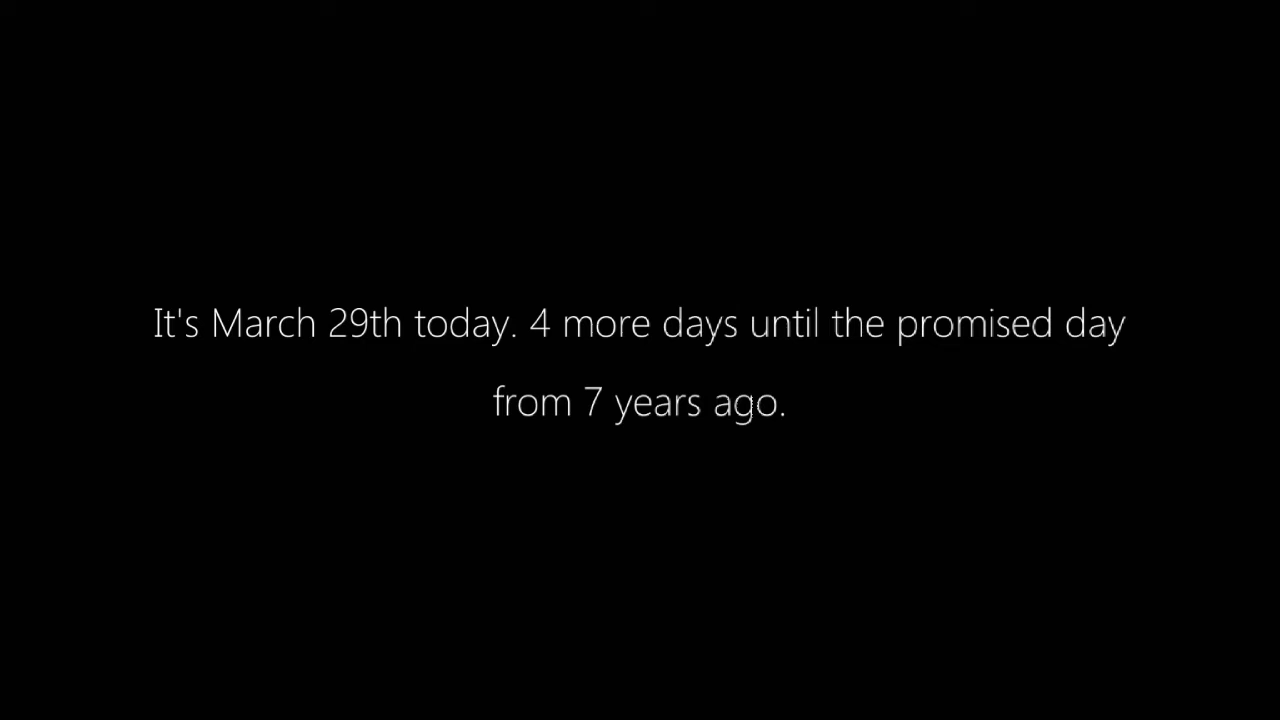 It's March 29th today. 4 more days until the promised day
from 7 years ago.